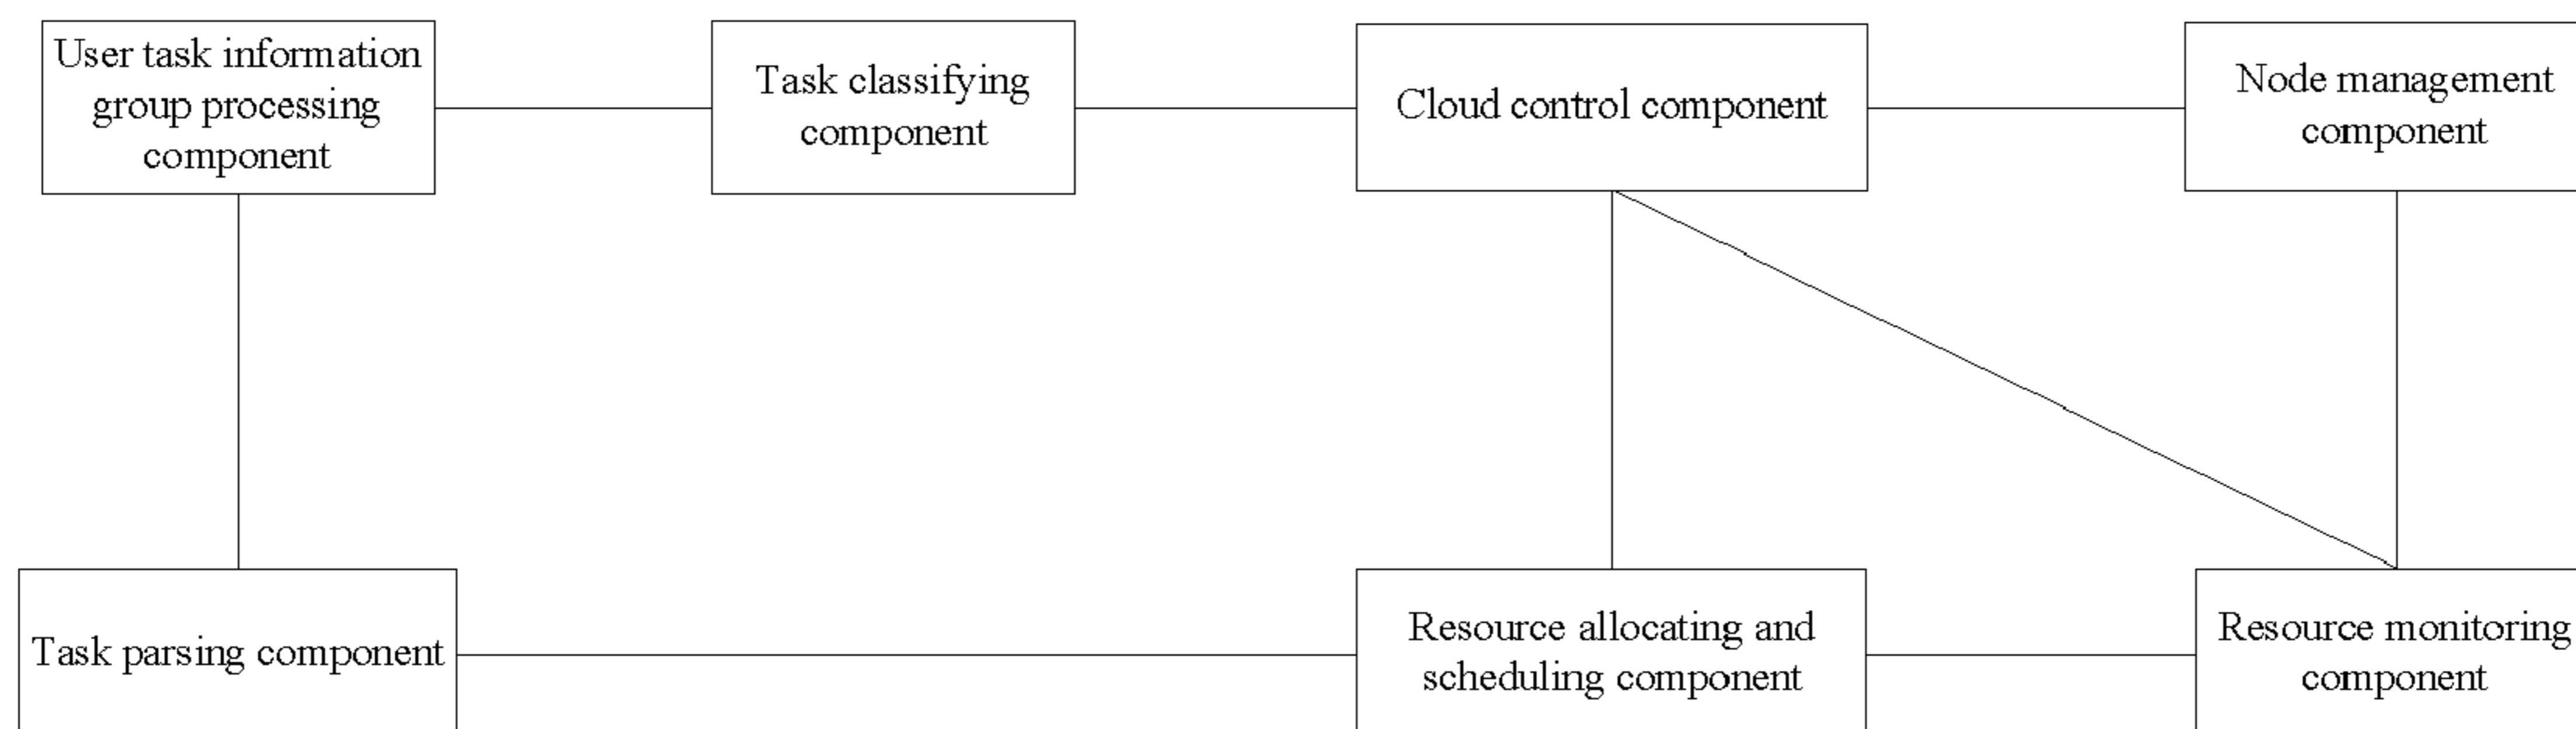 User task information
group processing
component
Task classifying
component
Cloud control component
Node management
component
Task parsing component
Resource allocating and
scheduling component
Resource monitoring
component